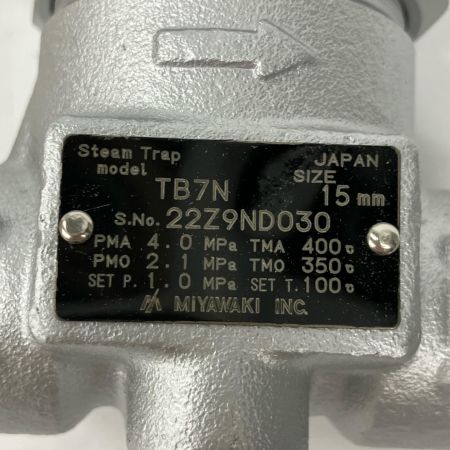 Steam Trap JAPAN
model SIZE
TB7N 15 mm
S.No. 22Z9ND030
PMA 4.0 MPa TMA 400℃
PMO 2.1 MPa TMO 350℃
SET P. 1.0 MPa SET T. 100℃
MIYAWAKI INC.